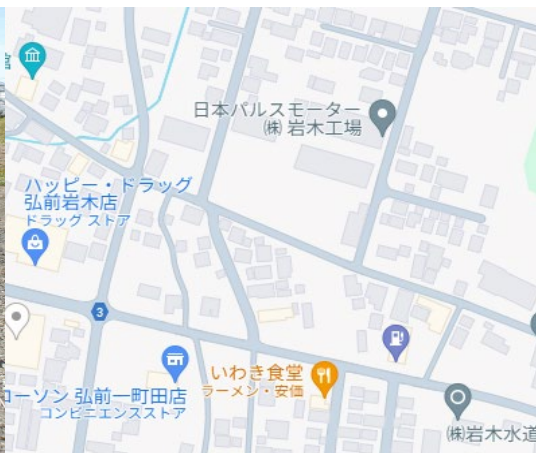 館
日本パルスモーター
㈱ 岩木工場
ハッピー・ドラッグ
弘前岩木店
ドラッグ ストア
3
ローソン 弘前一町田店
コンビニエンスストア
いわき食堂
ラーメン・安価
㈱岩木水道